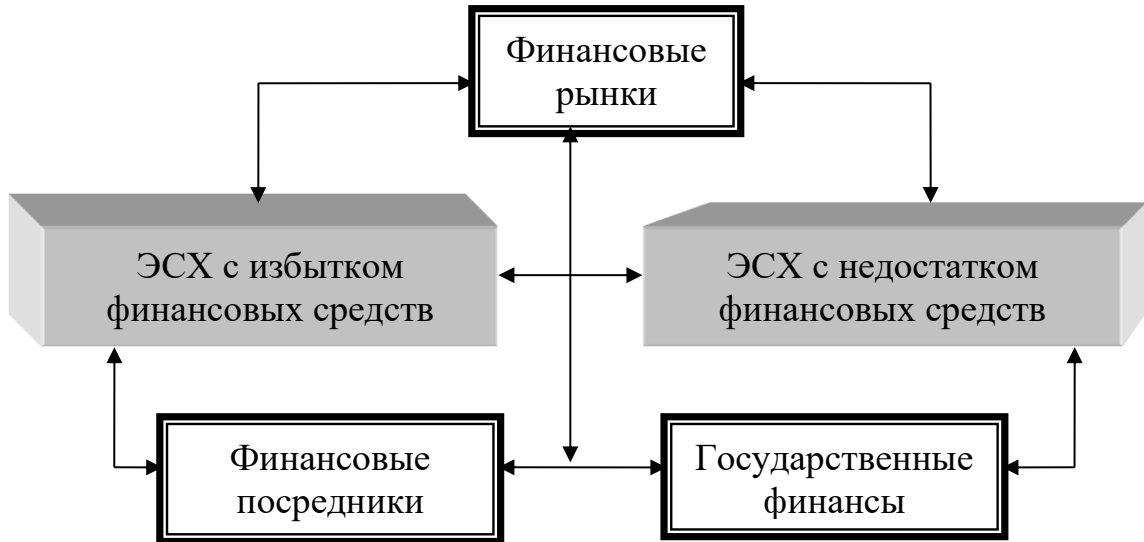 Финансовые
рынки
ЭСХ с избытком
финансовых средств
ЭСХ с недостатком
финансовых средств
Финансовые
посредники
Государственные
финансы